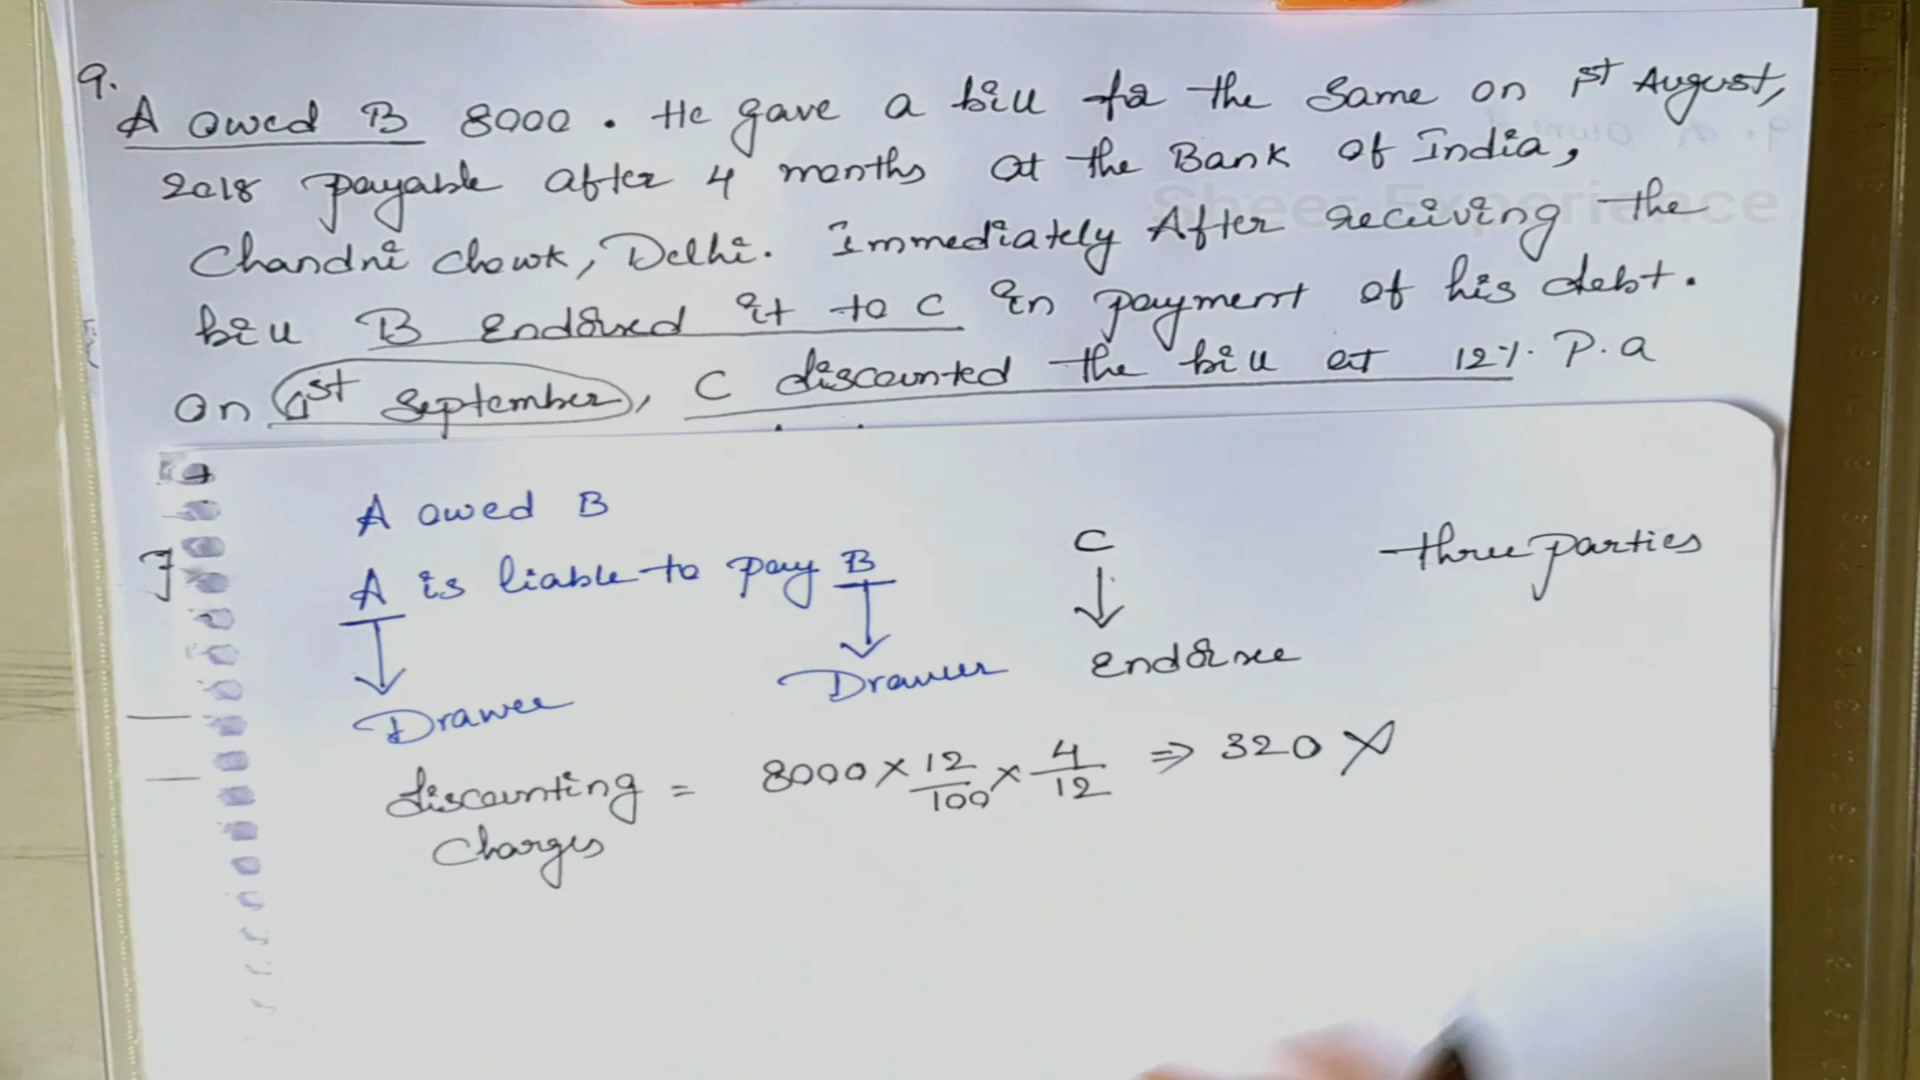 9.
A owed B 8000. He gave a bill for the same on 1st August,
2018 payable after 4 months at the Bank of India,
Sheer Experience
Chandni chowk, Delhi. Immediately After receiving the
bill B Endorsed it to C in payment of his debt.
On 1st September, C discounted the bill at 12%. P.a
A owed B
A is liable to pay B
C
three parties
Drawee
Drawer
Endorsee
discounting charges = 8000 × 12/100 × 4/12 ⇒ 320 ×